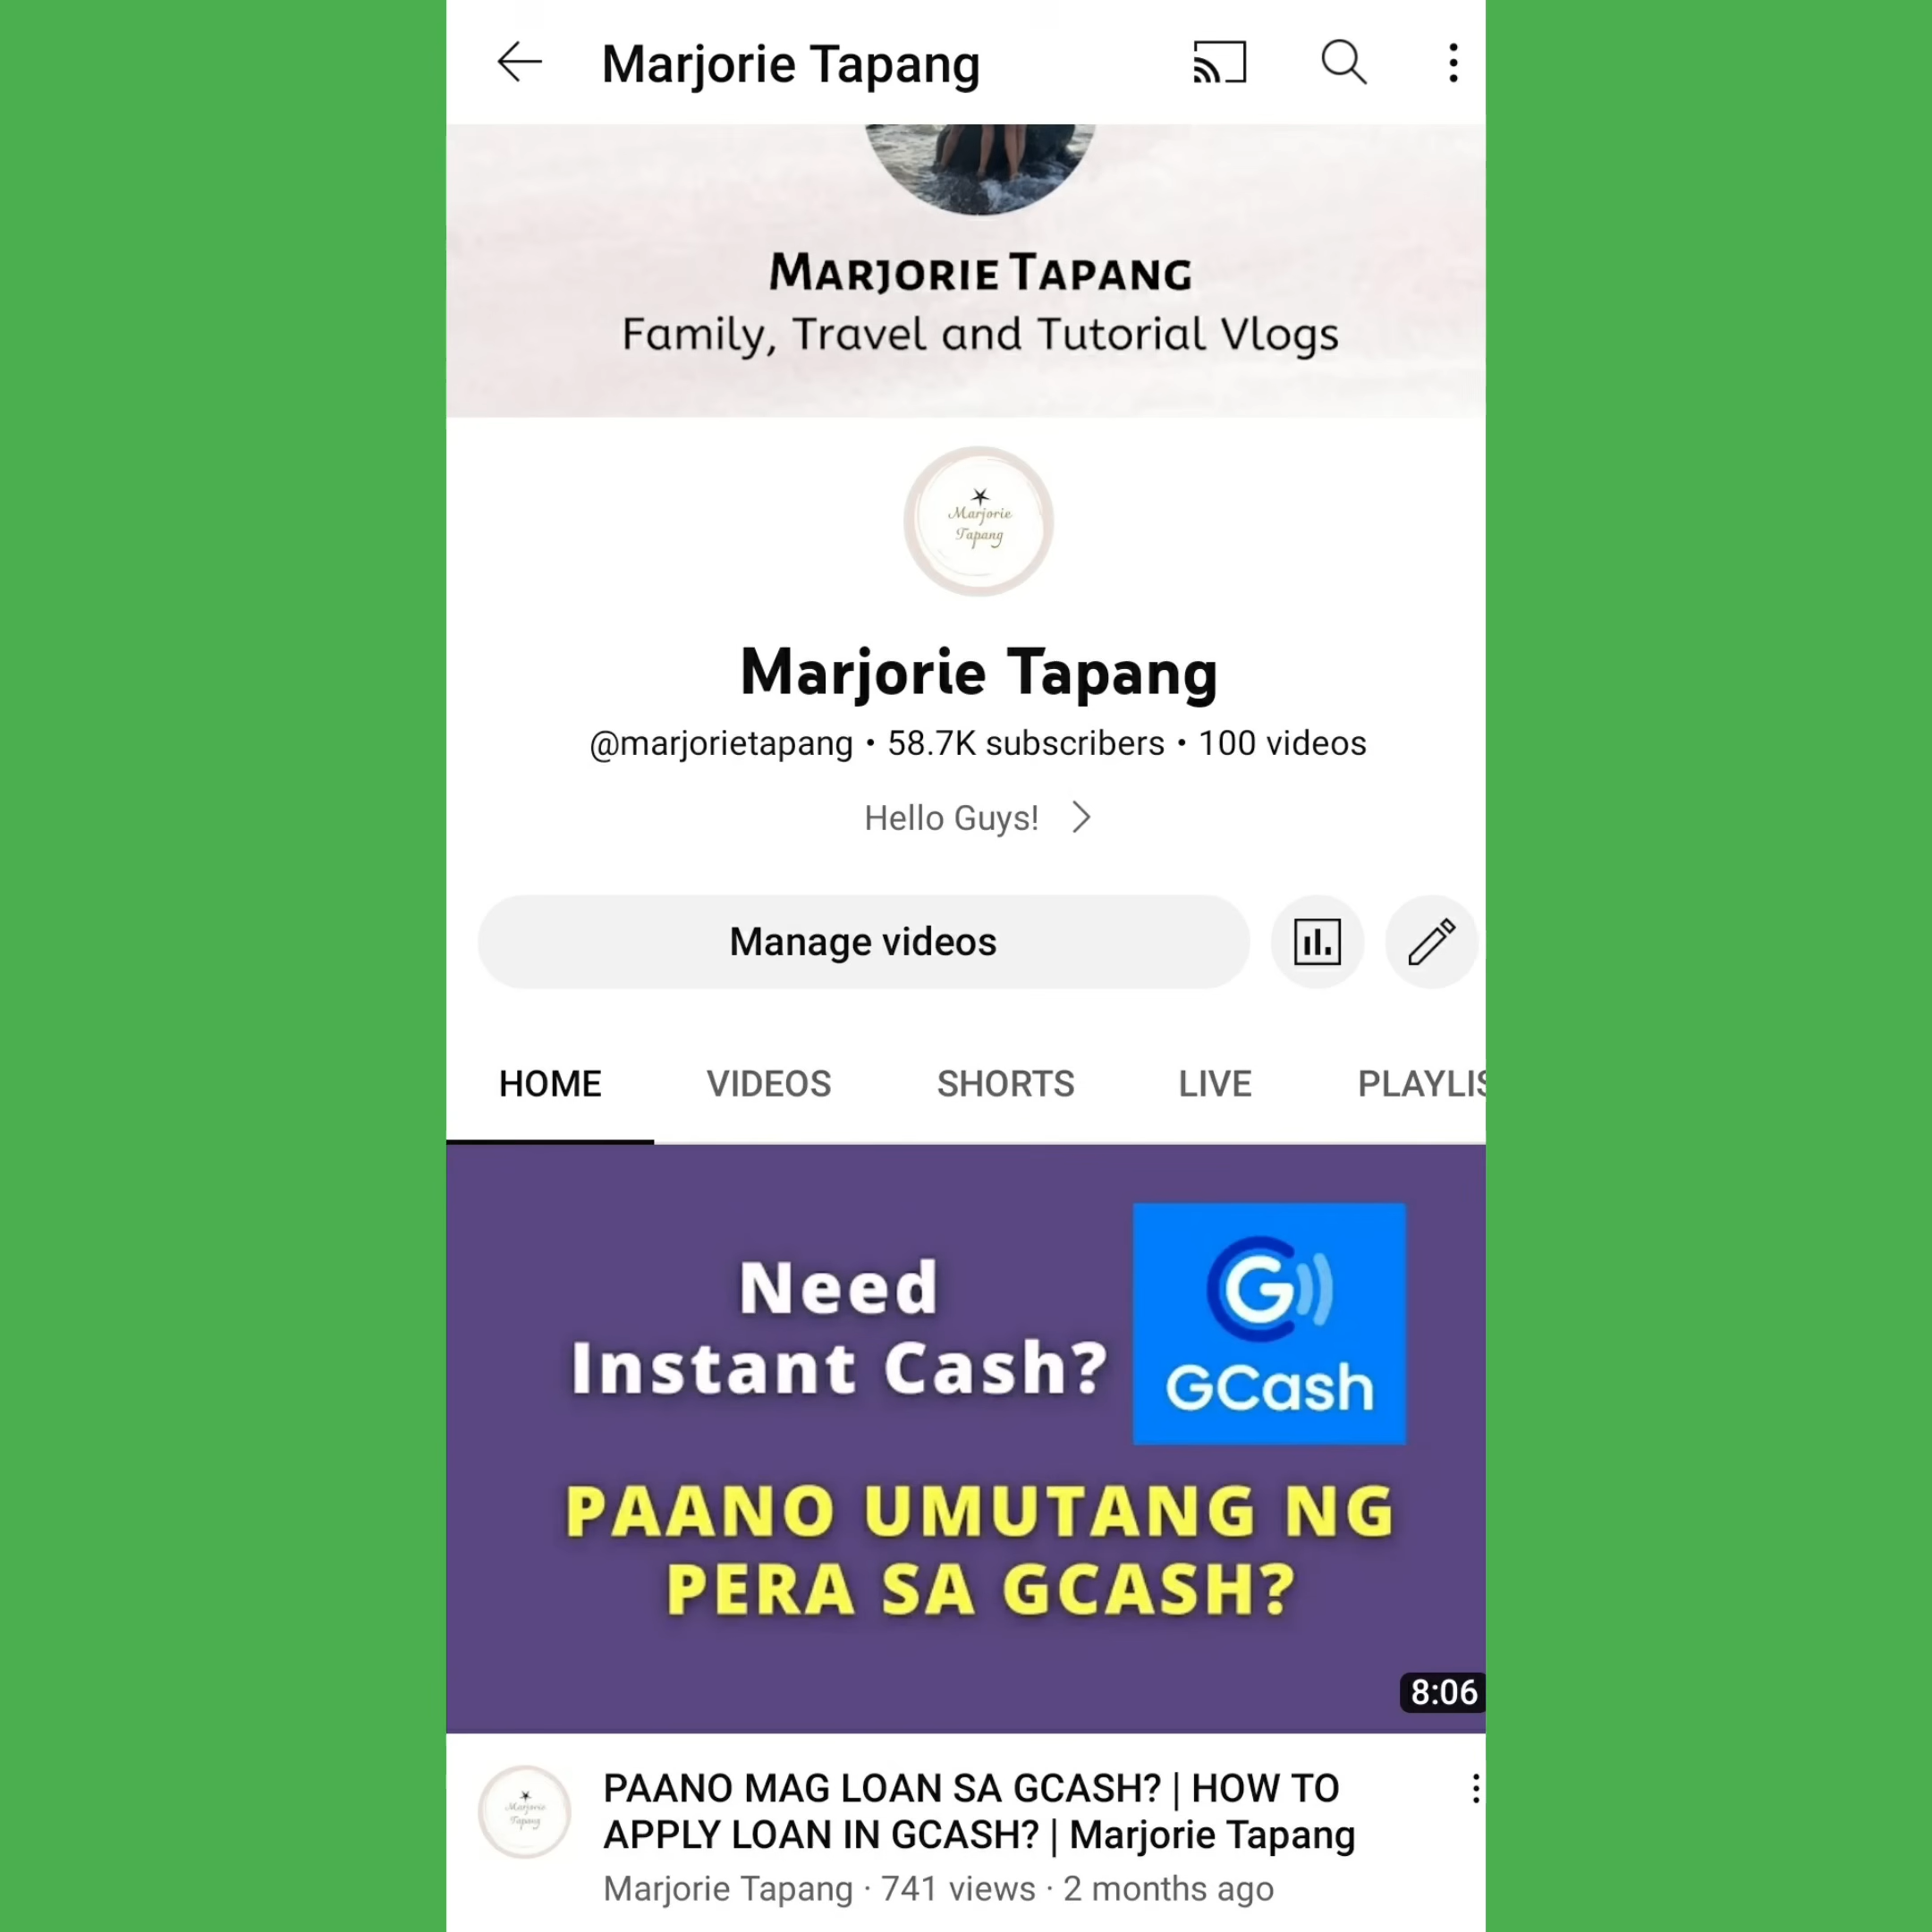 Marjorie Tapang
MARJORIE TAPANG
Family, Travel and Tutorial Vlogs
Marjorie
Tapang
Marjorie Tapang
@marjorietapang • 58.7K subscribers • 100 videos
Hello Guys!
Manage videos
HOME VIDEOS SHORTS LIVE PLAYLIS
Need
Instant Cash?
G
GCash
PAANO UMUTANG NG
PERA SA GCASH?
8:06
Marjorie
Tapang
PAANO MAG LOAN SA GCASH? | HOW TO
APPLY LOAN IN GCASH? | Marjorie Tapang
Marjorie Tapang · 741 views · 2 months ago